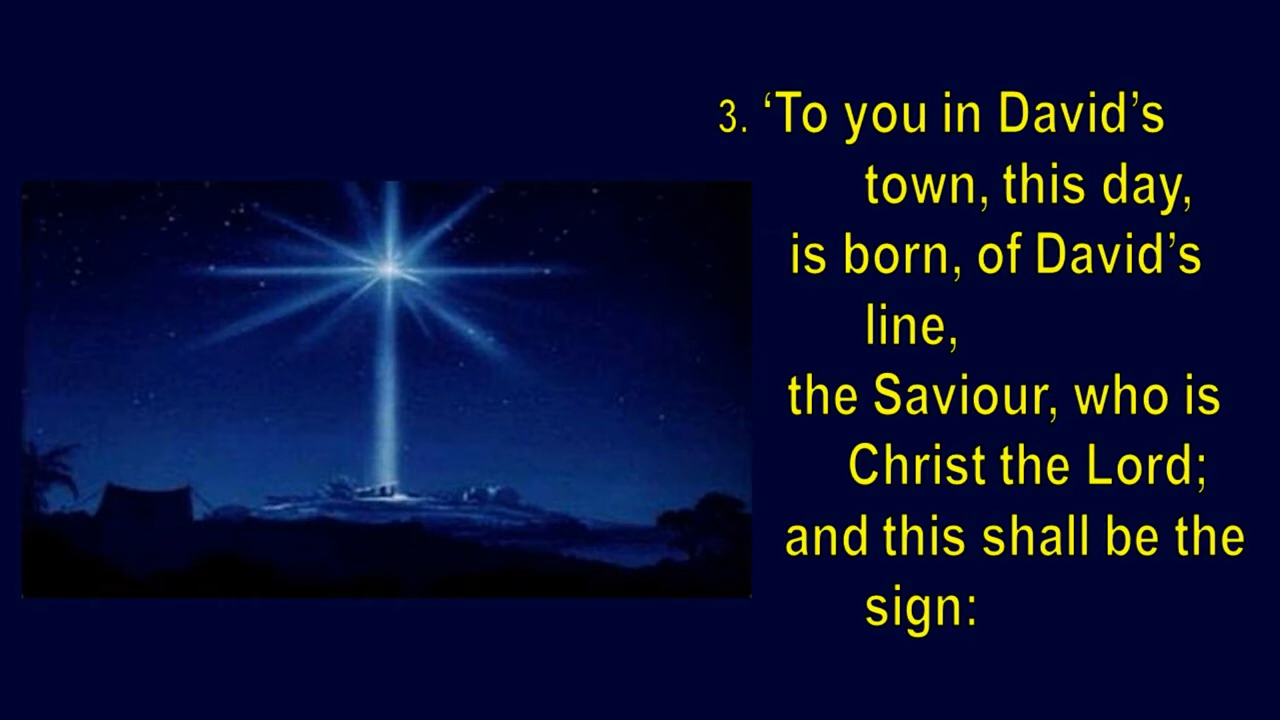 3. ‘To you in David’s
town, this day,
is born, of David’s
line,
the Saviour, who is
Christ the Lord;
and this shall be the
sign: